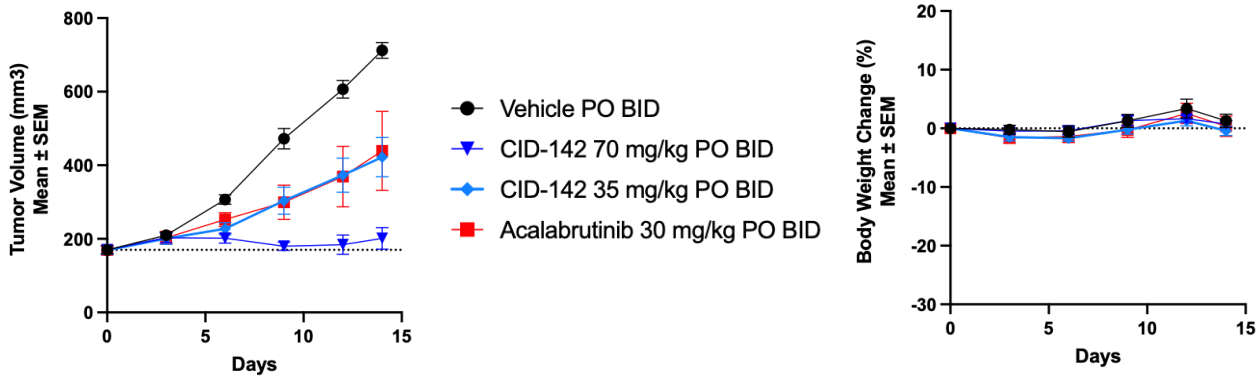 Tumor Volume (mm3)
Mean ± SEM
800
600
400
200
0
0 5 10 15
Days
Vehicle PO BID
CID-142 70 mg/kg PO BID
CID-142 35 mg/kg PO BID
Acalabrutinib 30 mg/kg PO BID
Body Weight Change (%)
Mean ± SEM
20
10
0
-10
-20
-30
0 5 10 15
Days